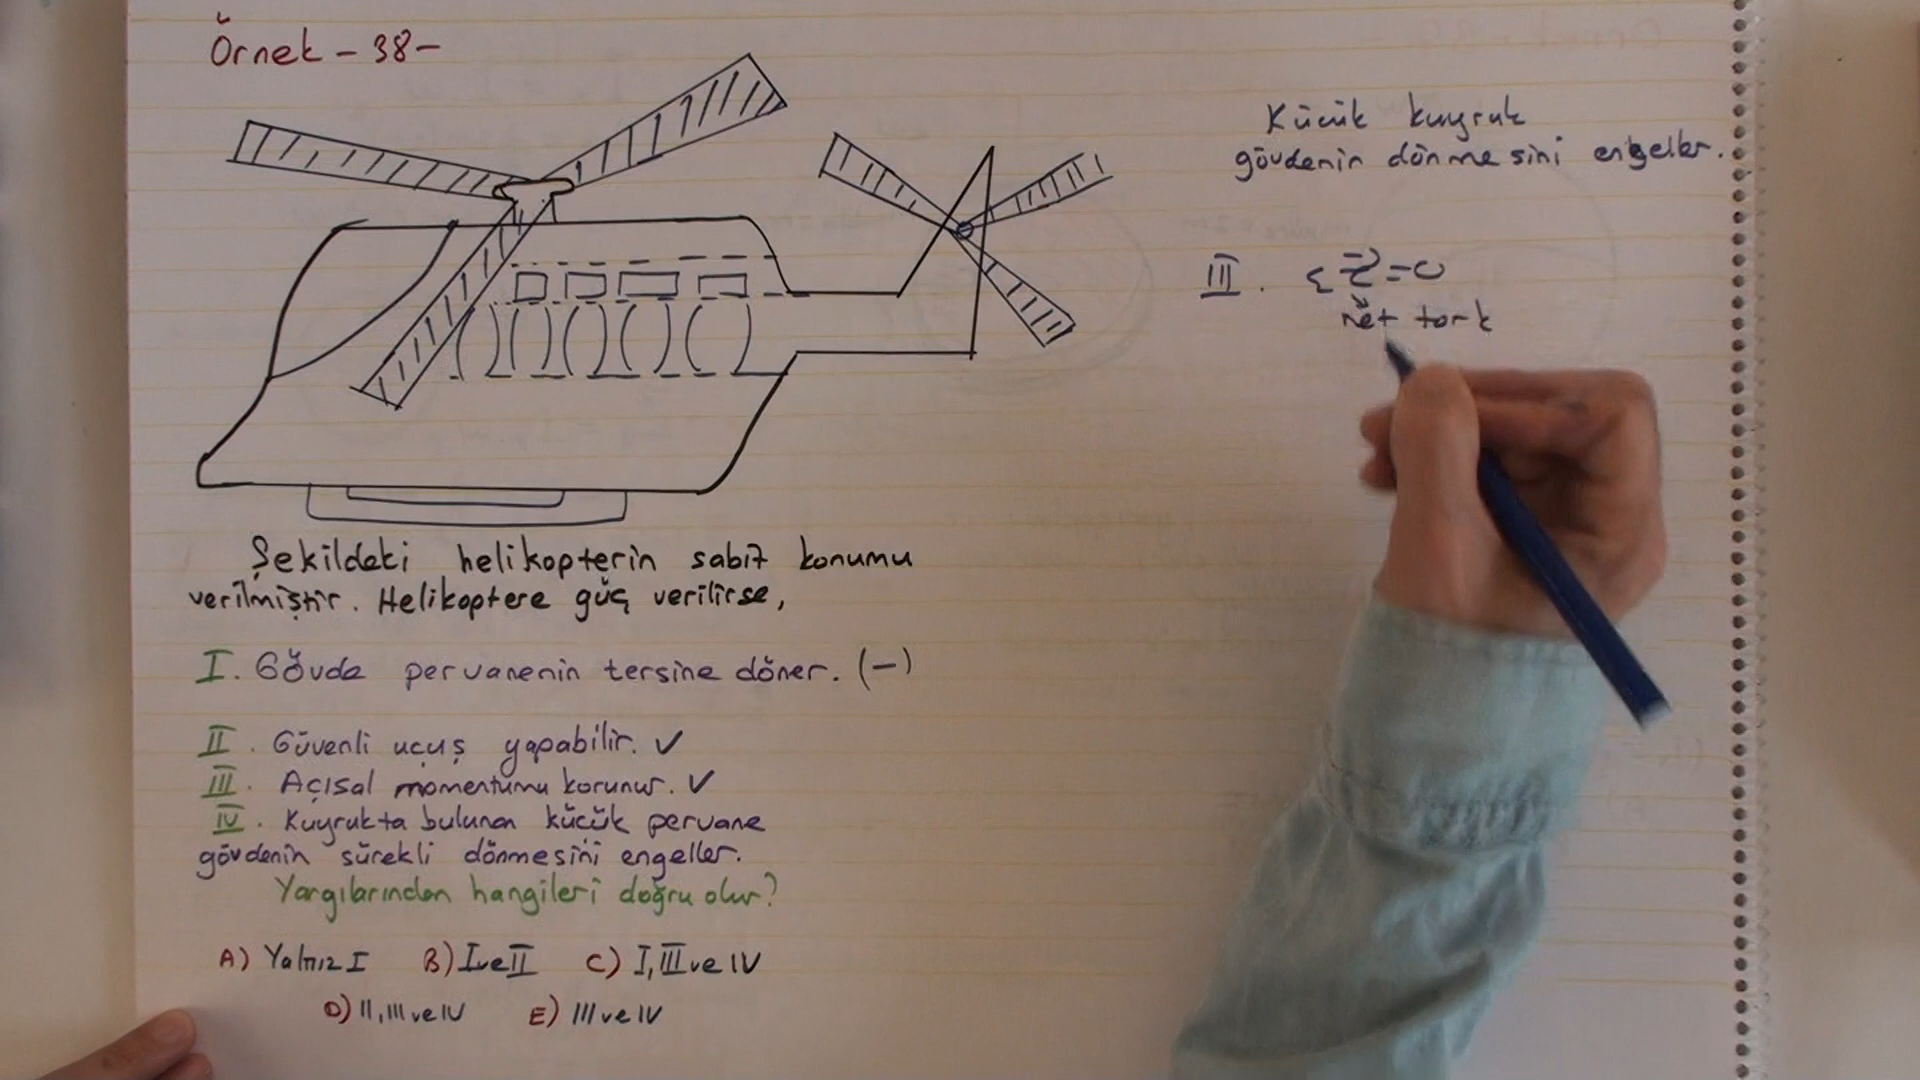 Örnek - 38 -
Küçük kuyruk
gövdenin dönmesini engeller.
III. Στ=0
net tork
Şekildeki helikopterin sabit konumu
verilmiştir. Helikoptere güç verilirse,
I. Gövde pervanenin tersine döner. (-)
II. Güvenli uçuş yapabilir. ✓
III. Açısal momentumu korunur. ✓
IV. Kuyrukta bulunan küçük pervane
gövdenin sürekli dönmesini engeller.
Yargılarından hangileri doğru olur?
A) Yalnız I B) I ve II C) I, III ve IV
D) II, III ve IV E) III ve IV